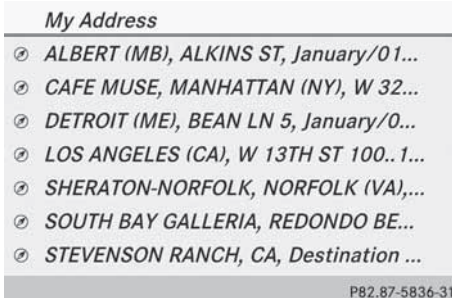 My Address
ALBERT (MB), ALKINS ST, January/01...
CAFE MUSE, MANHATTAN (NY), W 32...
DETROIT (ME), BEAN LN 5, January/0...
LOS ANGELES (CA), W 13TH ST 100..1...
SHERATON-NORFOLK, NORFOLK (VA),...
SOUTH BAY GALLERIA, REDONDO BE...
STEVENSON RANCH, CA, Destination ...
P82.87-5836-31